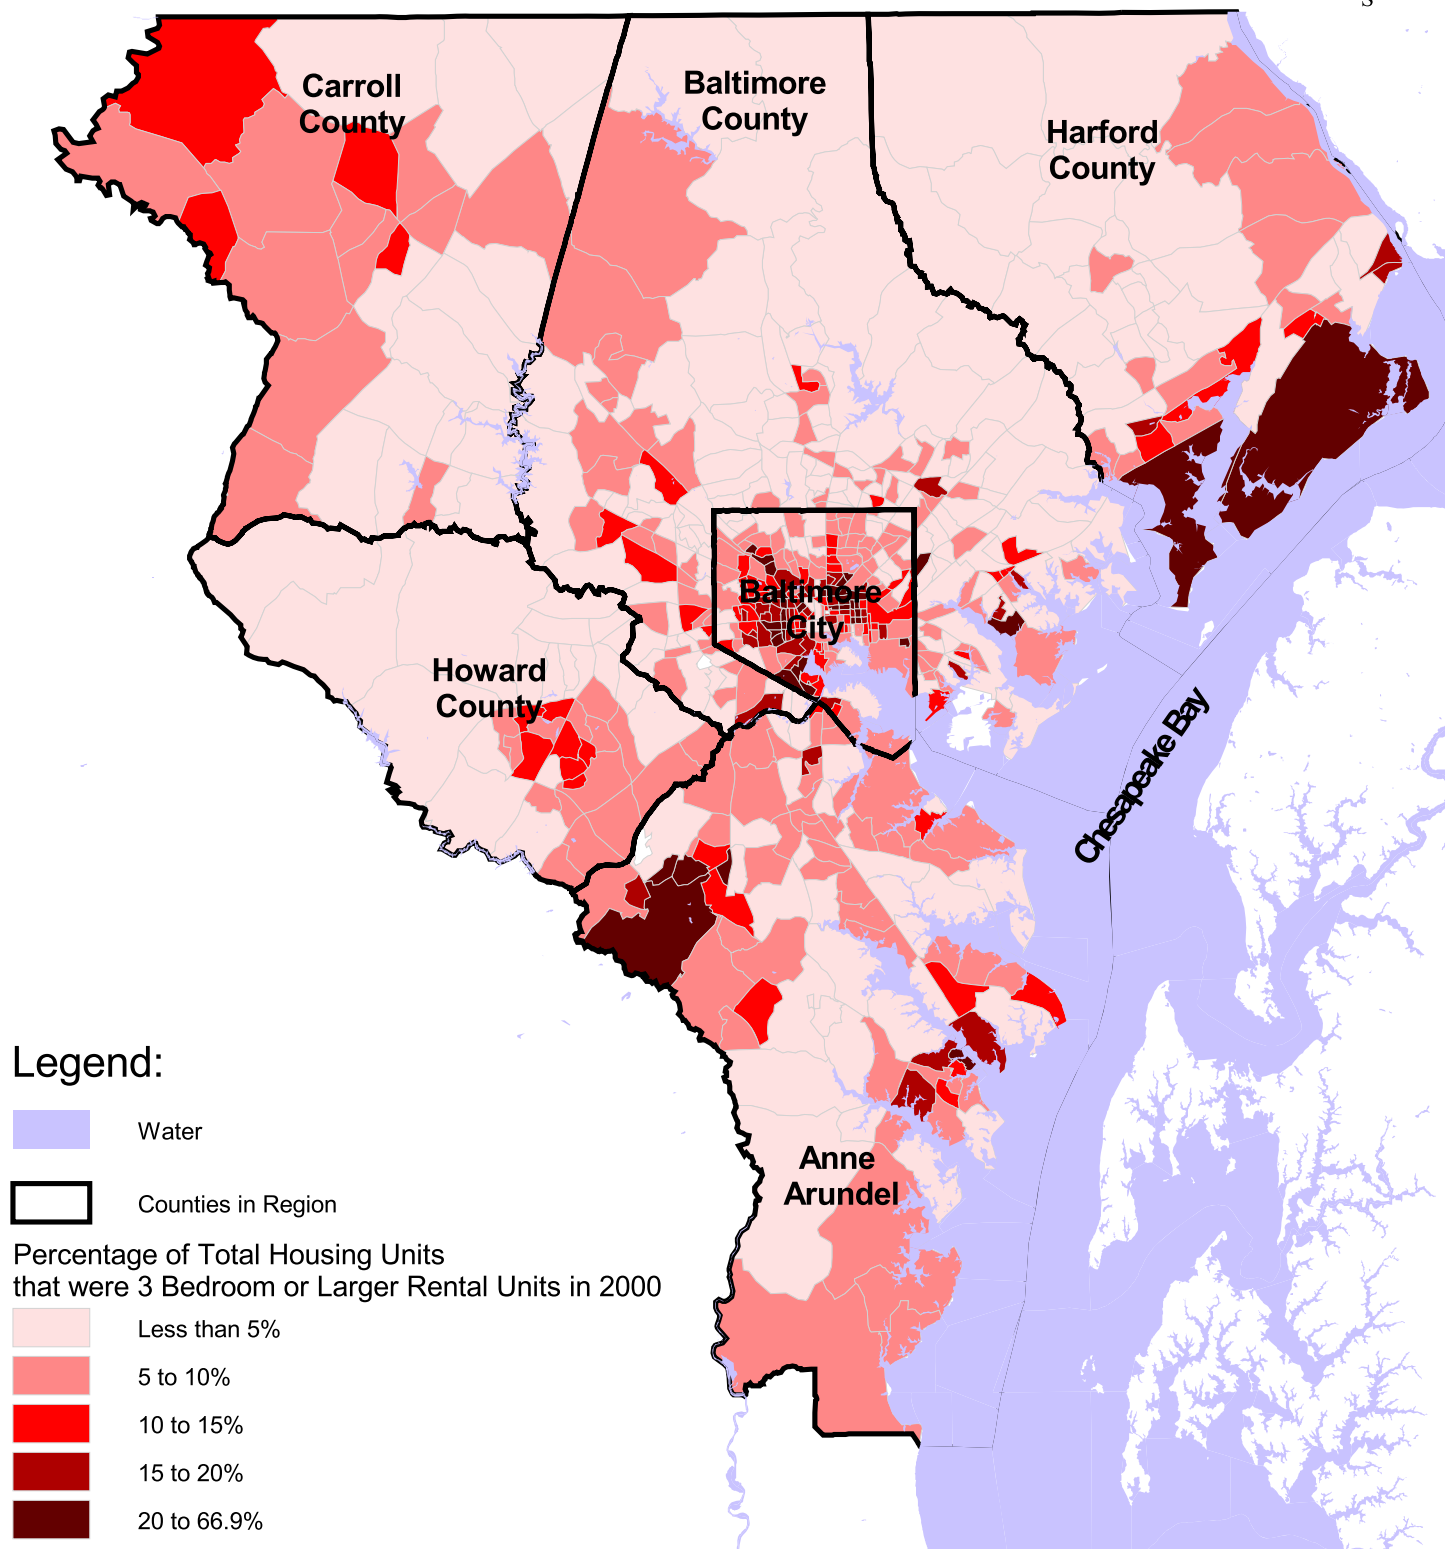 S
Carroll
County
Baltimore
County
Harford
County
Baltimore
City
Howard
County
Chesapeake Bay
Anne
Arundel
Legend:
Water
Counties in Region
Percentage of Total Housing Units
that were 3 Bedroom or Larger Rental Units in 2000
Less than 5%
5 to 10%
10 to 15%
15 to 20%
20 to 66.9%